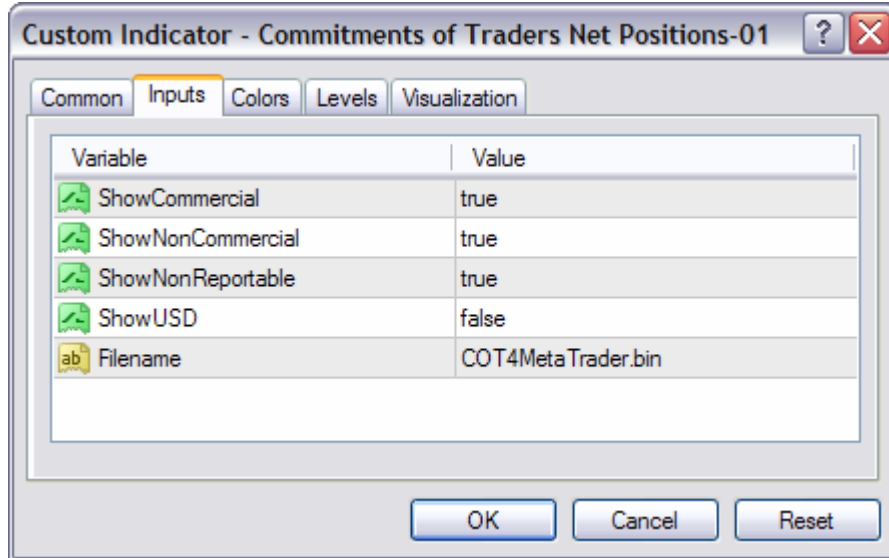 Custom Indicator - Commitments of Traders Net Positions-01 ?
Common Inputs Colors Levels Visualization
Variable Value
ShowCommercial true
ShowNonCommercial true
ShowNonReportable true
ShowUSD false
ab Filename COT4MetaTrader.bin
OK Cancel Reset